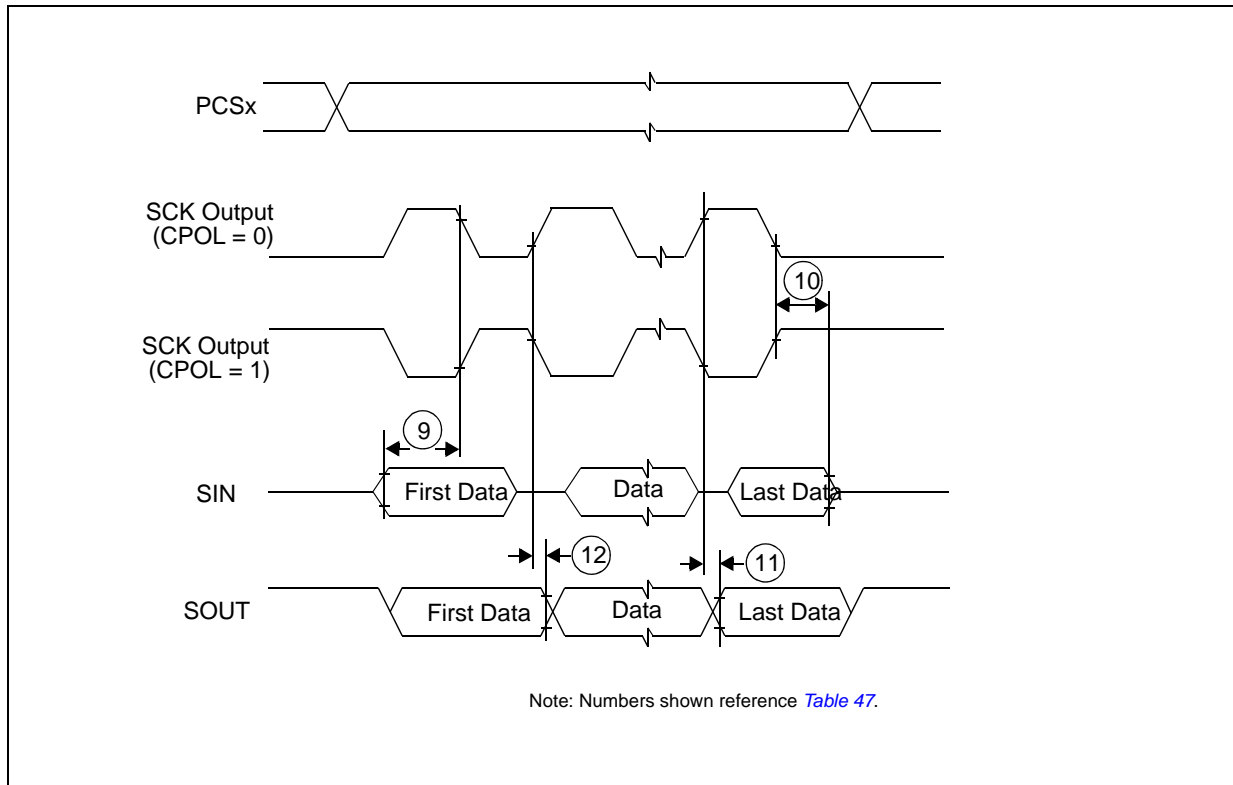 PCSx
SCK Output
(CPOL = 0)
10
SCK Output
(CPOL = 1)
9
SIN
First Data
Data
Last Data
12
11
SOUT
First Data
Data
Last Data
Note: Numbers shown reference Table 47.